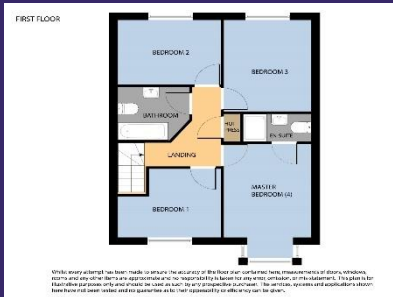 FIRST FLOOR
BEDROOM 2
BEDROOM 3
BATHROOM
HOT
PRESS
EN SUITE
LANDING
MASTER
BEDROOM (4)
BEDROOM 1
Whilst every attempt has been made to ensure the accuracy of the floor plan contained here, measurements of doors, windows,
rooms and any other items are approximate and no responsibility is taken for any error, omission, or mis-statement. This plan is for
illustrative purposes only and should be used as such by any prospective purchaser. The services, systems and applications shown
here have not been tested and no guarantee as to their operability or efficiency can be given.